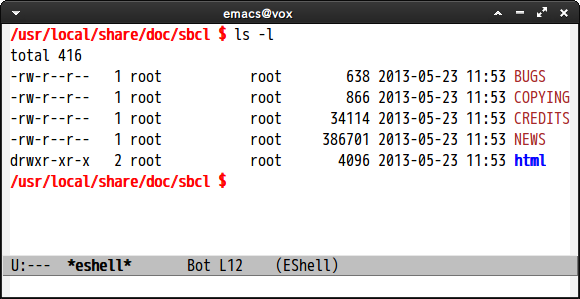 emacs@vox
/usr/local/share/doc/sbcl $ ls -l
total 416
-rw-r--r--   1 root          root         638 2013-05-23 11:53 BUGS
-rw-r--r--   1 root          root         866 2013-05-23 11:53 COPYING
-rw-r--r--   1 root          root       34114 2013-05-23 11:53 CREDITS
-rw-r--r--   1 root          root      386701 2013-05-23 11:53 NEWS
drwxr-xr-x   2 root          root        4096 2013-05-23 11:53 html
/usr/local/share/doc/sbcl $
U:---  *eshell*      Bot L12    (EShell)